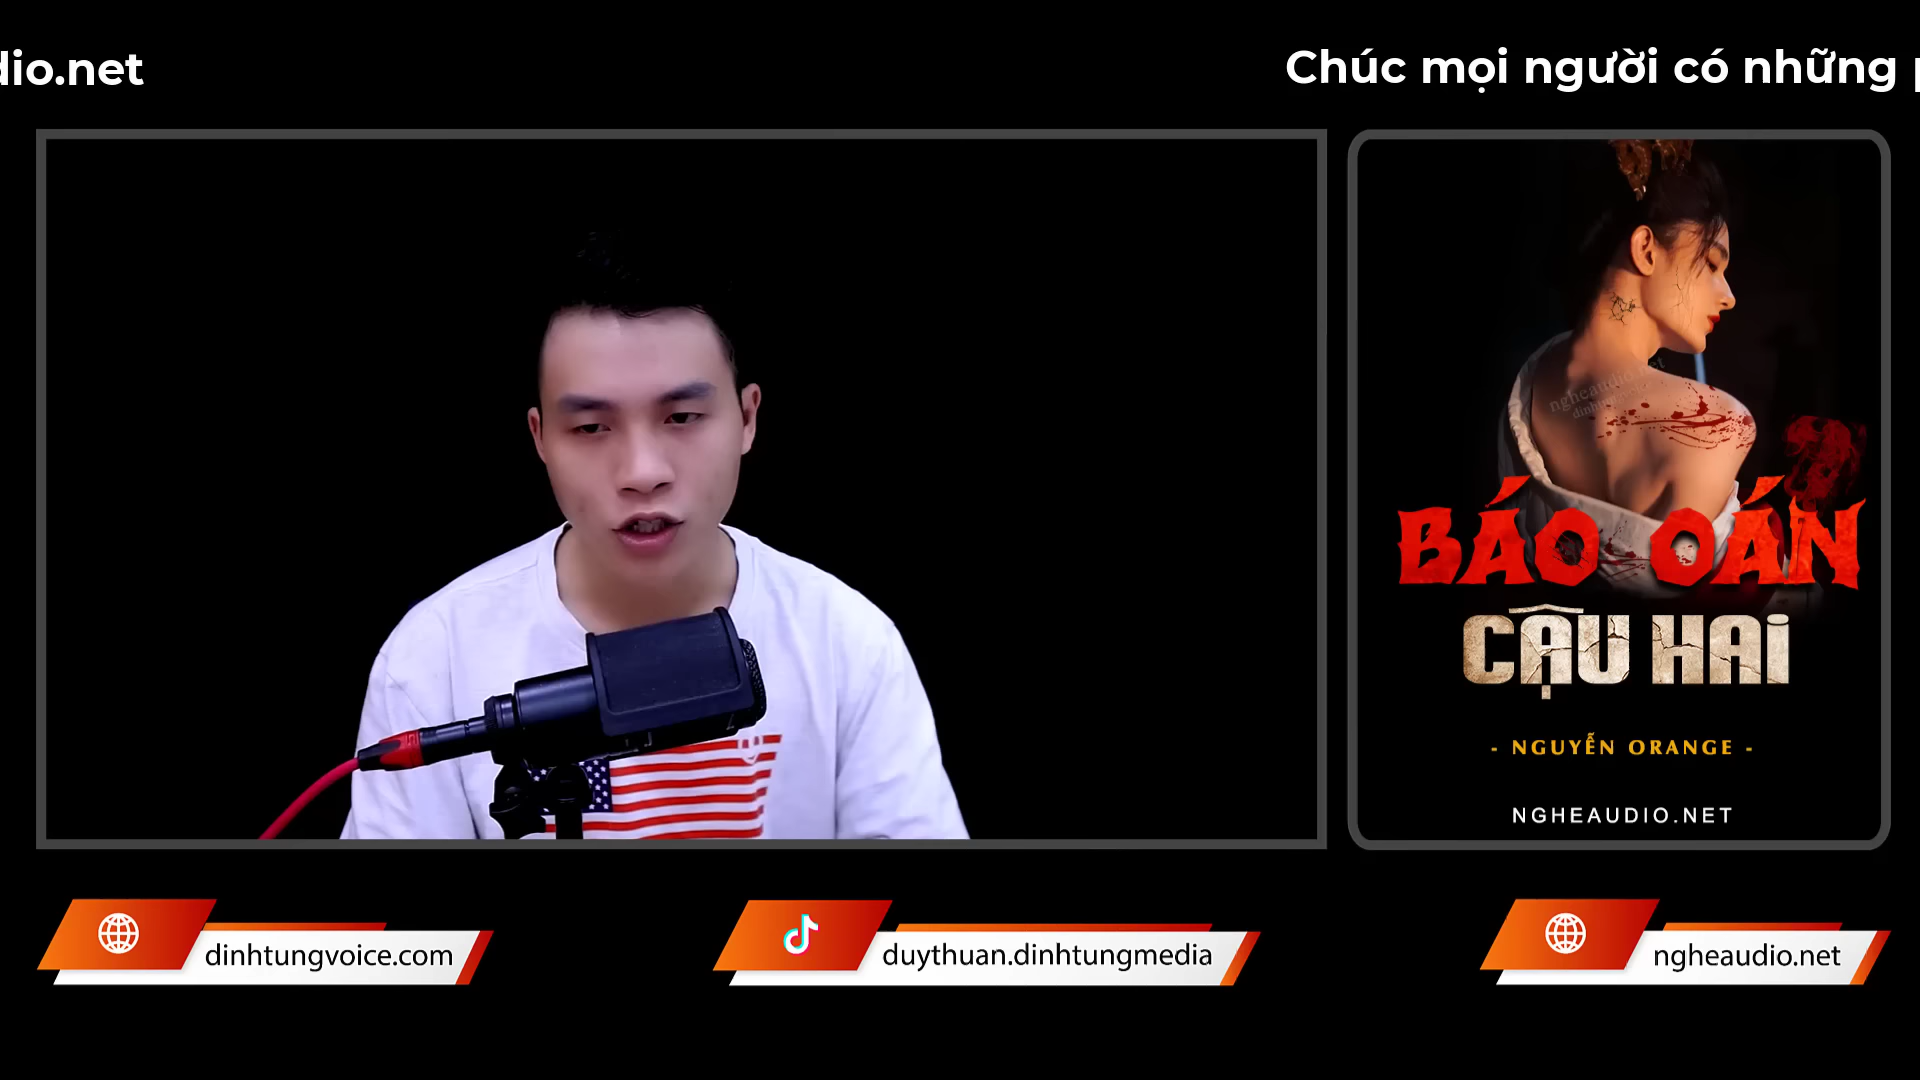 dio.net
Chúc mọi người có những
BÁO OÁN
CẬU HAI
- NGUYỄN ORANGE -
NGHEAUDIO.NET
dinhtungvoice.com
duythuan.dinhtungmedia
ngheaudio.net